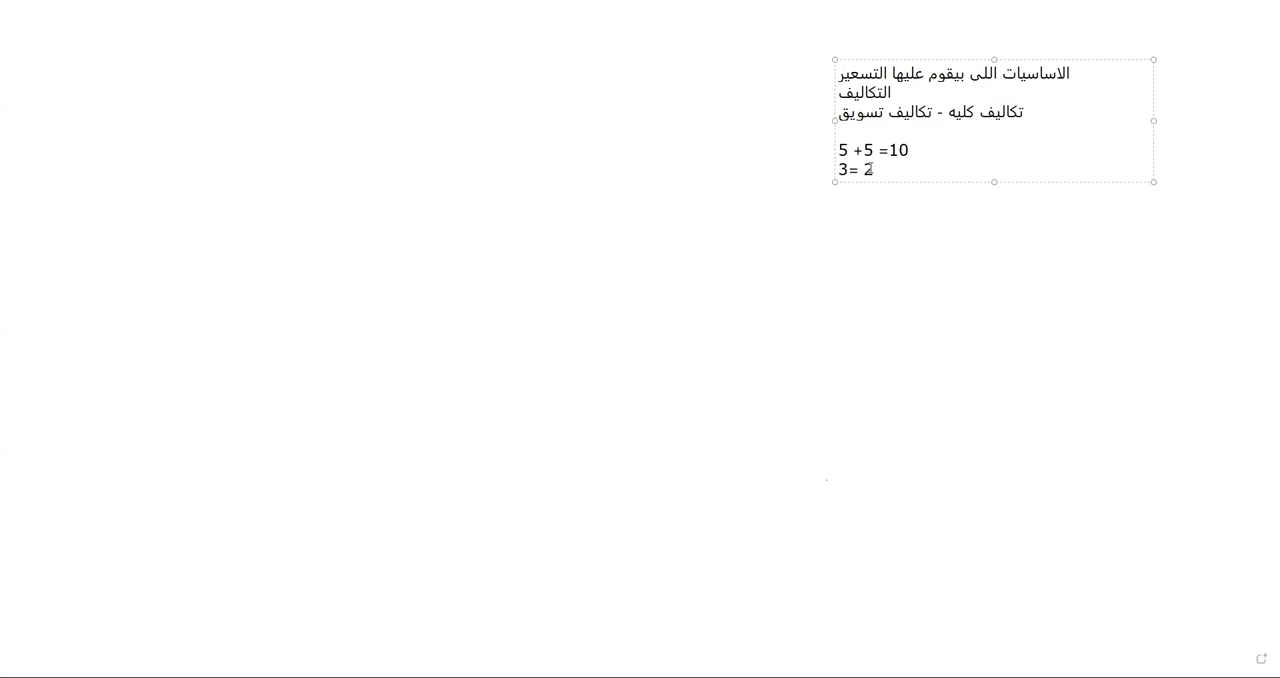 الاساسيات اللى بيقوم عليها التسعير
التكاليف
تكاليف كليه - تكاليف تسويق
5 +5 =10
3= 2